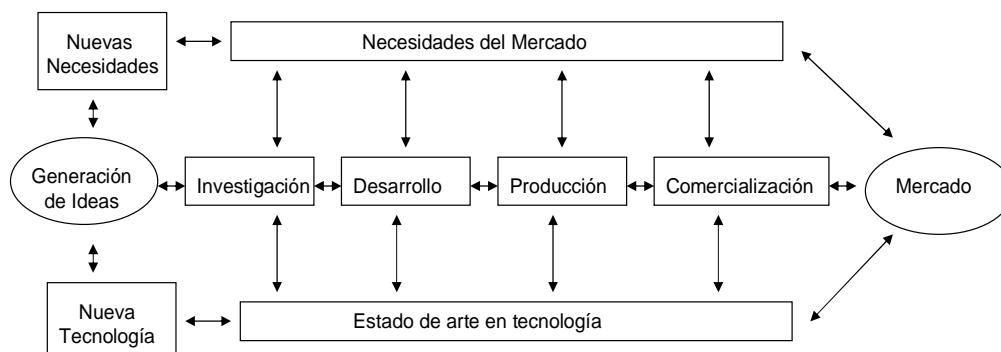 Nuevas
Necesidades
Necesidades del Mercado
Generación
de Ideas
Investigación
Desarrollo
Producción
Comercialización
Mercado
Nueva
Tecnología
Estado de arte en tecnología